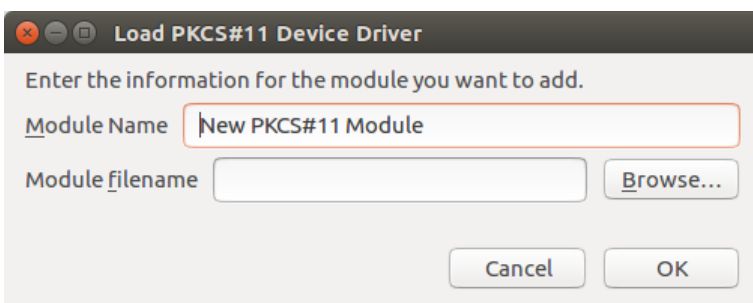 Load PKCS#11 Device Driver
Enter the information for the module you want to add.
Module Name New PKCS#11 Module
Module filename Browse...
Cancel OK